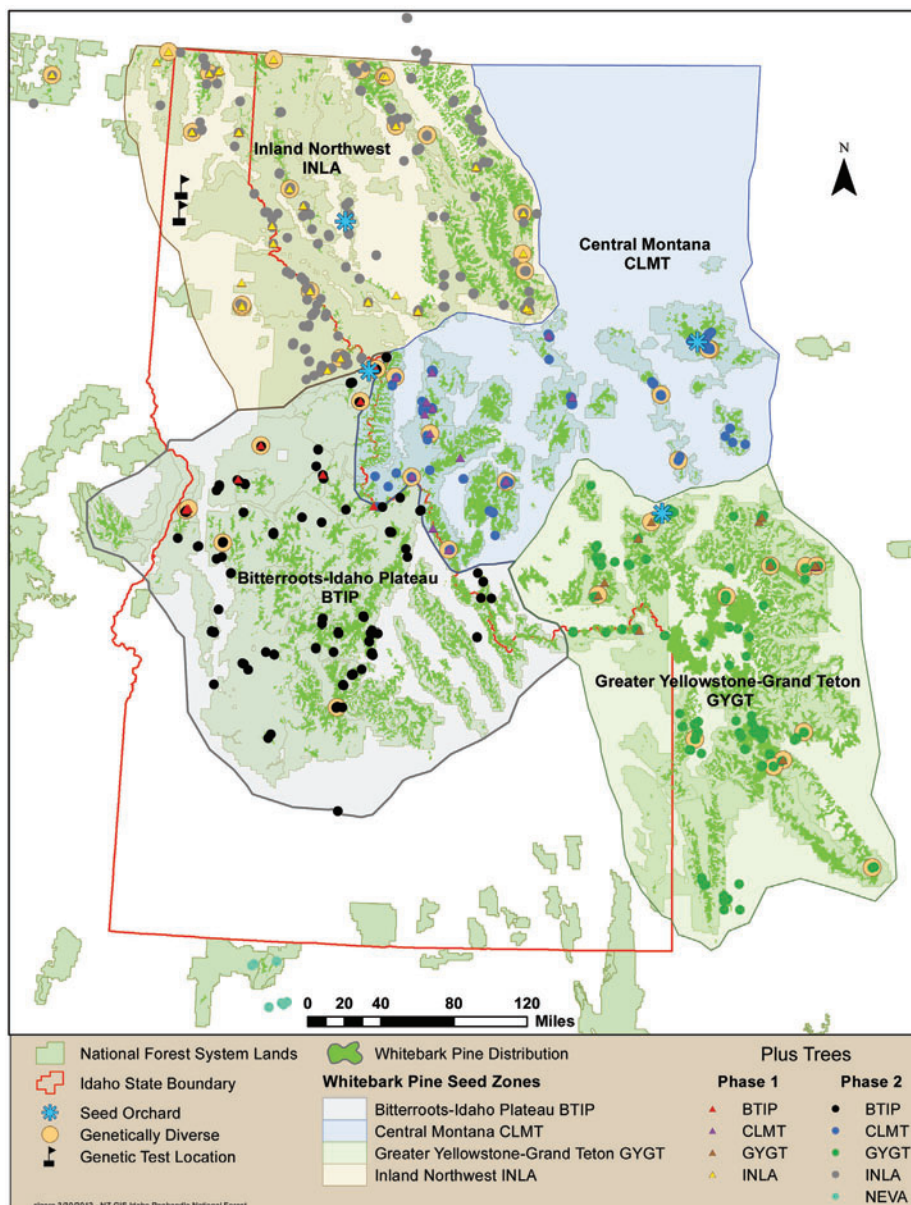 N
Inland Northwest
INLA
Central Montana
CLMT
Bitterroots-Idaho Plateau
BTIP
Greater Yellowstone-Grand Teton
GYGT
0 20 40 80 120
Miles
National Forest System Lands
Idaho State Boundary
Seed Orchard
Genetically Diverse
Genetic Test Location
Whitebark Pine Distribution
Whitebark Pine Seed Zones
Bitterroots-Idaho Plateau BTIP
Central Montana CLMT
Greater Yellowstone-Grand Teton GYGT
Inland Northwest INLA
Plus Trees
Phase 1 Phase 2
BTIP BTIP
CLMT CLMT
GYGT GYGT
INLA INLA
NEVA